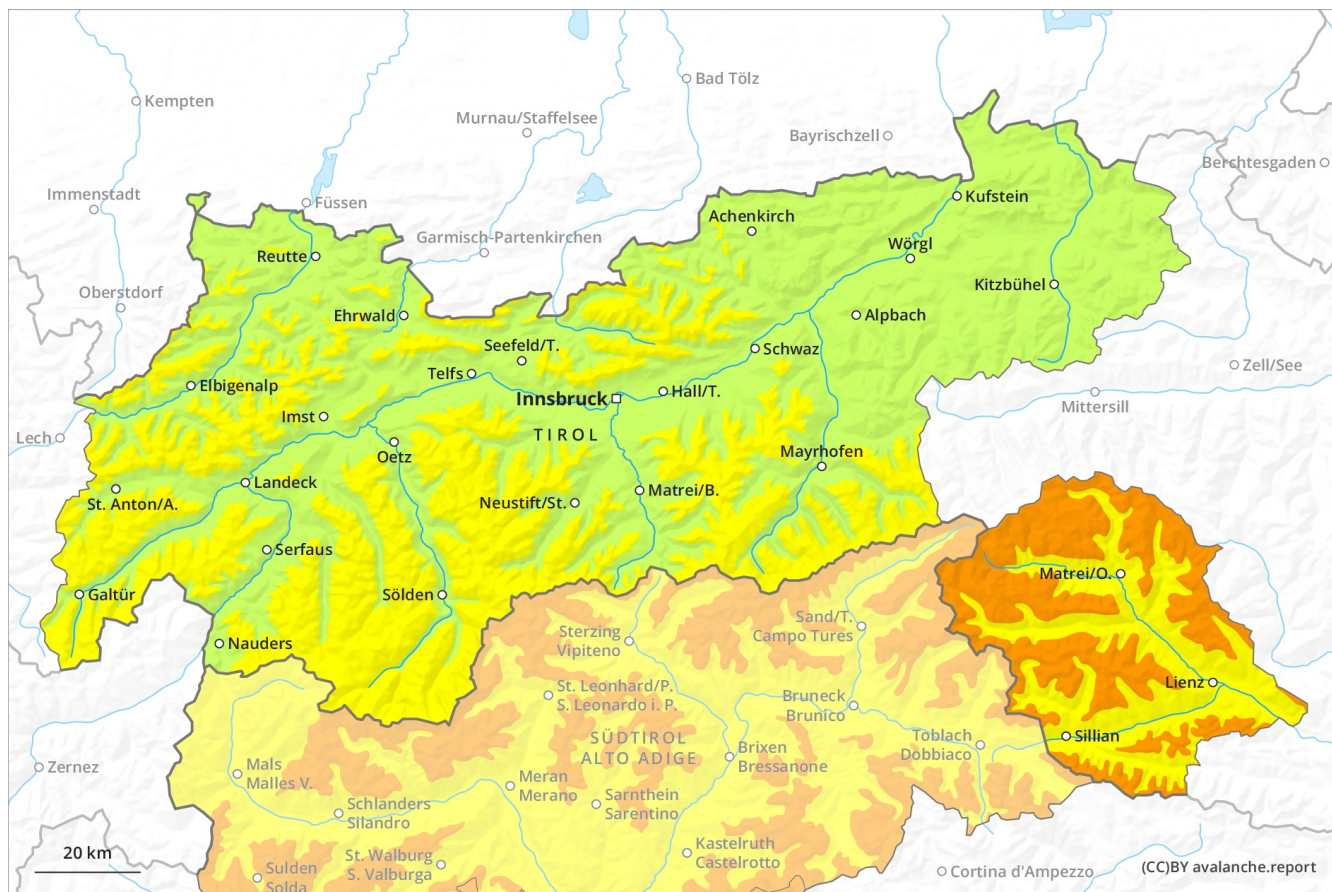 Bad Tölz
Kempten
Murnau/Staffelsee
Bayrischzell
Berchtesgaden
Immenstadt
Füssen
Kufstein
Achenkirch
Garmisch-Partenkirchen
Wörgl
Reutte
Kitzbühel
Oberstdorf
Ehrwald
Alpbach
Seefeld/T.
Schwaz
Zell/See
Telfs
Elbigenalp
Hall/T.
Innsbruck
Mittersill
Imst
TIROL
Lech
Oetz
Mayrhofen
Landeck
Matrei/B.
St. Anton/A.
Neustift/St.
Serfaus
Matrei/O.
Galtür
Sölden
Sand/T.
Campo Tures
Sterzing
Vipiteno
Nauders
Lienz
St. Leonhard/P.
S. Leonardo i. P.
Bruneck
Brunico
SÜDTIROL
ALTO ADIGE
Toblach
Dobbiaco
Sillian
Brixen
Bressanone
Zernez
Mals
Malles V.
Meran
Merano
Sarnthein
Sarentino
Schlanders
Silandro
Kastelruth
Castelrotto
20 km
St. Walburg
S. Valburga
Sulden
Solda
Cortina d'Ampezzo
(CC)BY avalanche.report